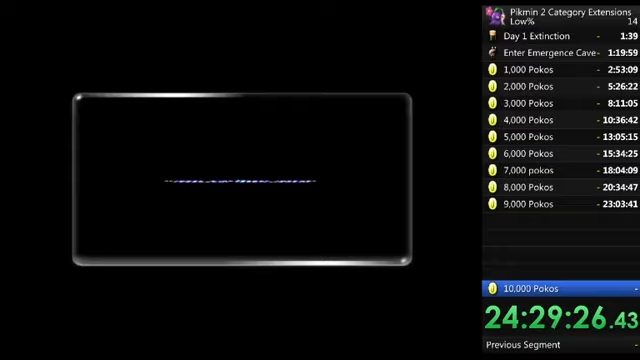 Pikmin 2 Category Extensions
Low% 14
Day 1 Extinction - 1:39
Enter Emergence Cave - 1:19:59
1,000 Pokos - 2:53:09
2,000 Pokos - 5:26:22
3,000 Pokos - 8:11:05
4,000 Pokos - 10:36:42
5,000 Pokos - 13:05:15
6,000 Pokos - 15:34:25
7,000 pokos - 18:04:09
8,000 Pokos - 20:34:47
9,000 Pokos - 23:03:41
10,000 Pokos -
24:29:26.43
Previous Segment -